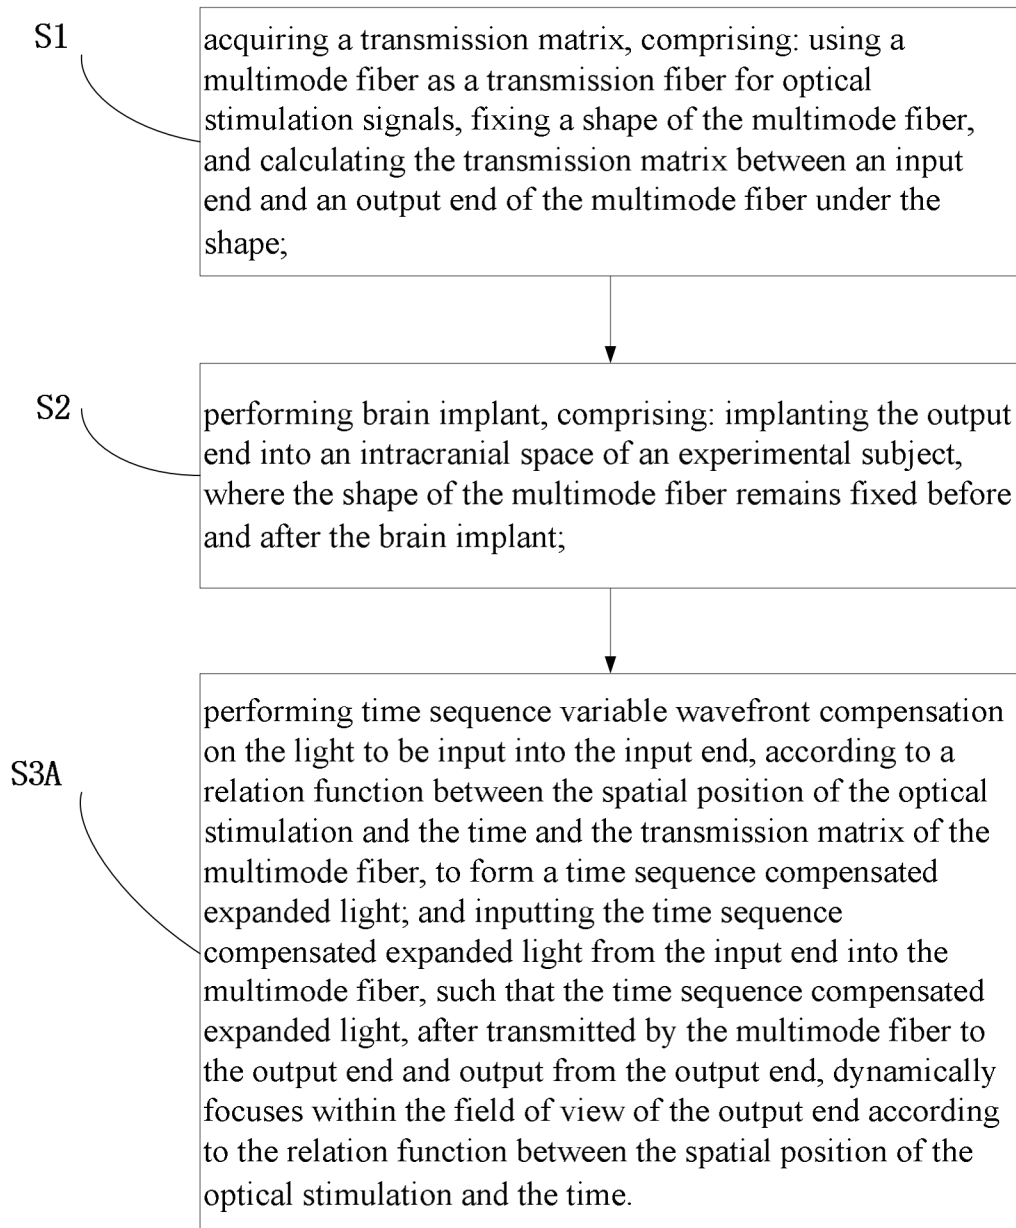 S1
acquiring a transmission matrix, comprising: using a
multimode fiber as a transmission fiber for optical
stimulation signals, fixing a shape of the multimode fiber,
and calculating the transmission matrix between an input
end and an output end of the multimode fiber under the
shape;
S2
performing brain implant, comprising: implanting the output
end into an intracranial space of an experimental subject,
where the shape of the multimode fiber remains fixed before
and after the brain implant;
S3A
performing time sequence variable wavefront compensation
on the light to be input into the input end, according to a
relation function between the spatial position of the optical
stimulation and the time and the transmission matrix of the
multimode fiber, to form a time sequence compensated
expanded light; and inputting the time sequence
compensated expanded light from the input end into the
multimode fiber, such that the time sequence compensated
expanded light, after transmitted by the multimode fiber to
the output end and output from the output end, dynamically
focuses within the field of view of the output end according
to the relation function between the spatial position of the
optical stimulation and the time.